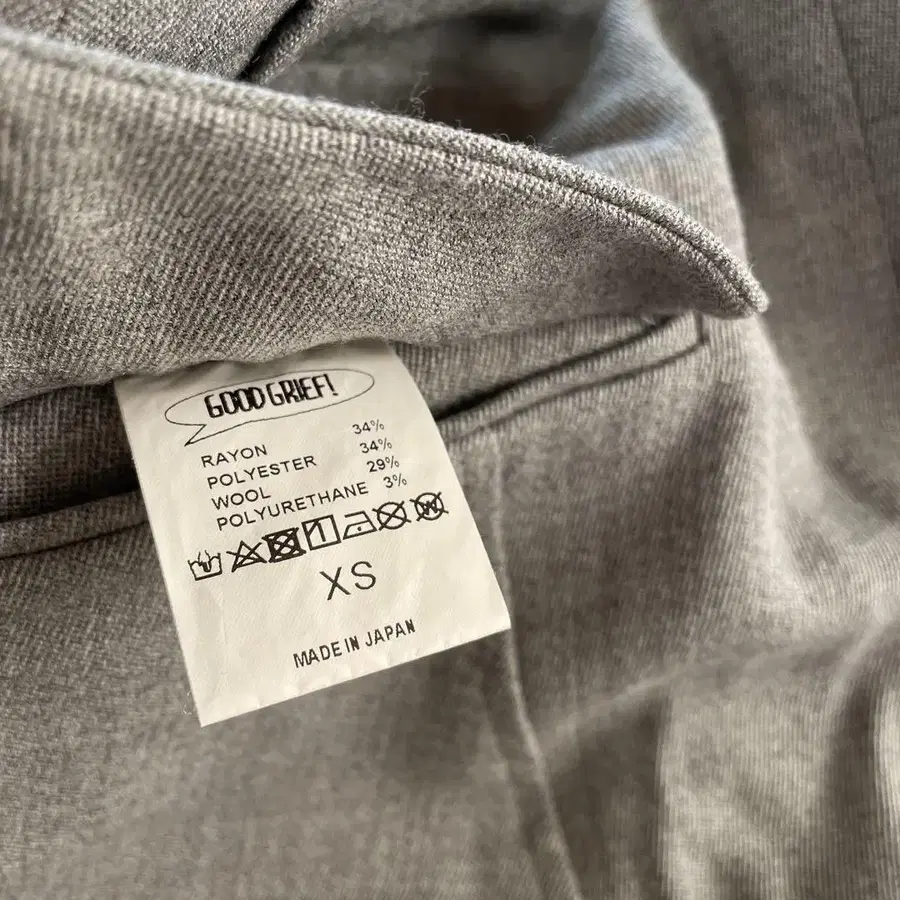 GOOD GRIEF!
RAYON 34%
POLYESTER 34%
WOOL 29%
POLYURETHANE 3%
W
XS
MADE IN JAPAN